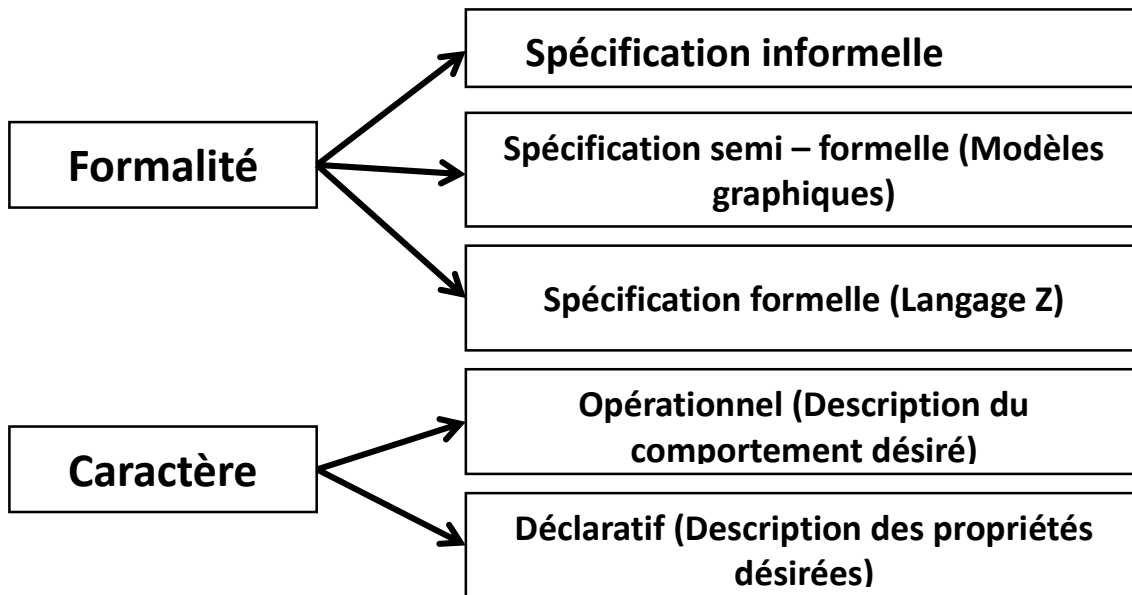 Spécification informelle
Formalité
Spécification semi – formelle (Modèles
graphiques)
Spécification formelle (Langage Z)
Caractère
Opérationnel (Description du
comportement désiré)
Déclaratif (Description des propriétés
désirées)